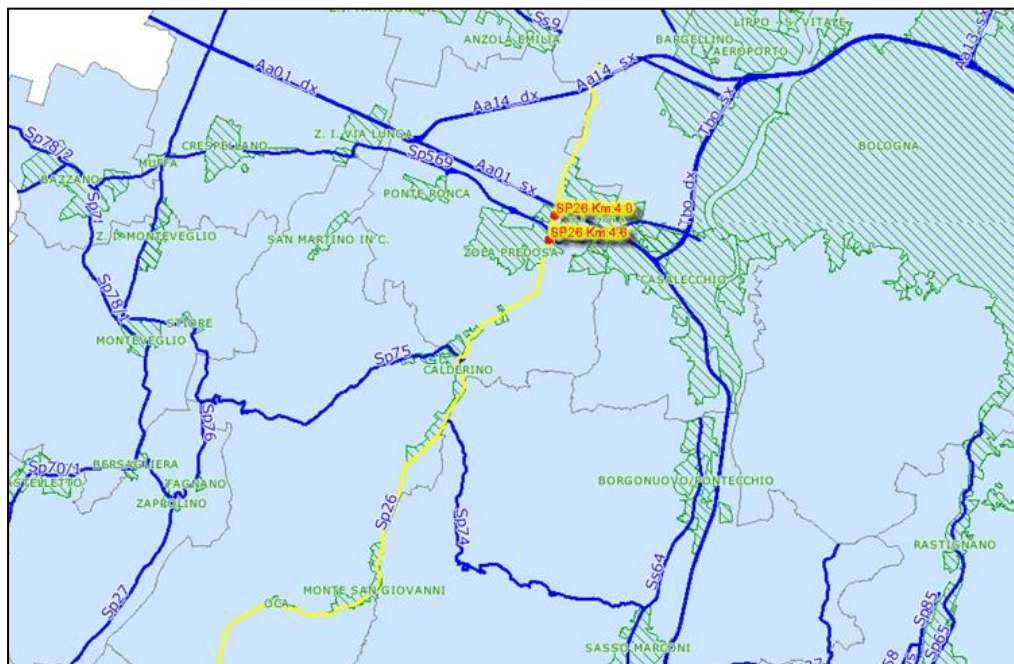 Ss9
ANZOLA EMILIA
LIPPO - S. VITALE
BARGELLINO
AEROPORTO
Aa13_sx
Aa01_dx
Aa14_sx
Aa14_dx
Tbo_sx
Z. I. VIA LUNGA
CRESPELLANO
Sp78/2
MUFFA
BAZZANO
Sp569
Aa01_sx
BOLOGNA
PONTE RONCA
Tbo_dx
SP26 Km 4.0
SP26 Km 4.6
Z. I. MONTEVEGLIO
SAN MARTINO IN C.
ZOLA PREDOSA
CASALECCHIO
Sp78/1
STIORE
MONTEVEGLIO
Sp75
CALDERINO
Sp76
Sp70/1
BERSAGLIERA
FAGNANO
ZAPPOLINO
BORGONUOVO/PONTECCHIO
Sp26
Sp74
RASTIGNANO
Ss64
MONTE SAN GIOVANNI
OCA
Sp27
Sp85
Sp65
SASSO MARCONI